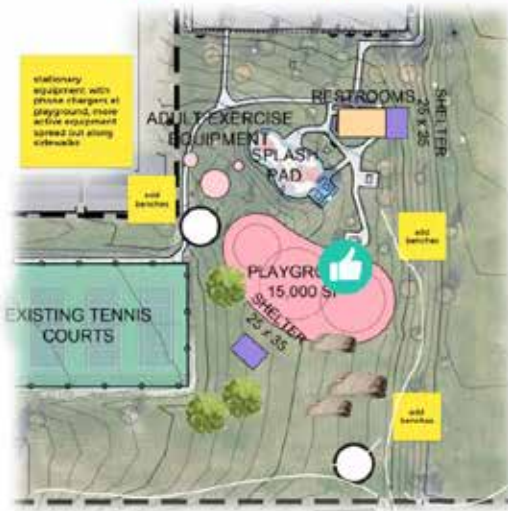 stationary
equipment with
phone chargers at
playground, more
active equipment
spread out along
sidewalks
RESTROOMS
SHELTER
25 X 35
ADULT EXERCISE
EQUIPMENT
SPLASH
PAD
add
benches
add
benches
PLAYGRO
15,000 SF
SHELTER
25 X 35
EXISTING TENNIS
COURTS
add
benches